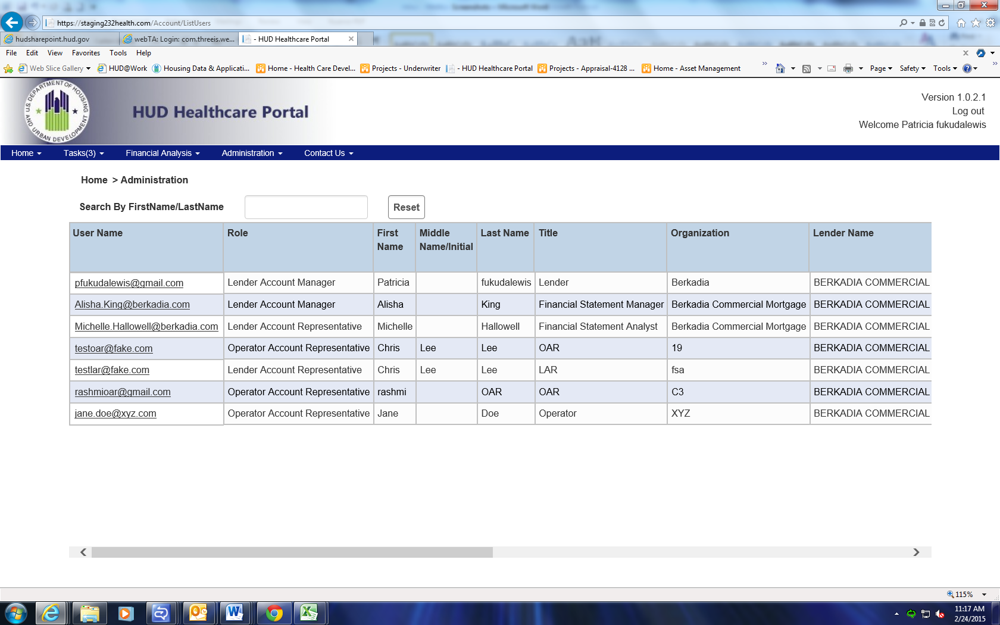 https://staging232health.com/Account/ListUsers
hudsharepoint.hud.gov
webTA: Login: com.threeis.we...
- HUD Healthcare Portal
File Edit View Favorites Tools Help
Web Slice Gallery
HUD@Work
Housing Data & Applicati...
Home - Health Care Devel...
Projects - Underwriter
- HUD Healthcare Portal
Projects - Appraisal-4128 ...
Home - Asset Management
Page Safety Tools
U.S. DEPARTMENT OF HOUSING AND URBAN DEVELOPMENT
HUD Healthcare Portal
Version 1.0.2.1
Log out
Welcome Patricia fukudalewis
Home Tasks(3) Financial Analysis Administration Contact Us
Home > Administration
Search By FirstName/LastName Reset
User Name Role First Name Middle Name/Initial Last Name Title Organization Lender Name
pfukudalewis@gmail.com Lender Account Manager Patricia fukudalewis Lender Berkadia BERKADIA COMMERCIAL
Alisha.King@berkadia.com Lender Account Manager Alisha King Financial Statement Manager Berkadia Commercial Mortgage BERKADIA COMMERCIAL
Michelle.Hallowell@berkadia.com Lender Account Representative Michelle Hallowell Financial Statement Analyst Berkadia Commercial Mortgage BERKADIA COMMERCIAL
testoar@fake.com Operator Account Representative Chris Lee Lee OAR 19 BERKADIA COMMERCIAL
testlar@fake.com Lender Account Representative Chris Lee Lee LAR fsa BERKADIA COMMERCIAL
rashmioar@gmail.com Operator Account Representative rashmi OAR OAR C3 BERKADIA COMMERCIAL
jane.doe@xyz.com Operator Account Representative Jane Doe Operator XYZ BERKADIA COMMERCIAL
115%
11:17 AM
2/24/2015